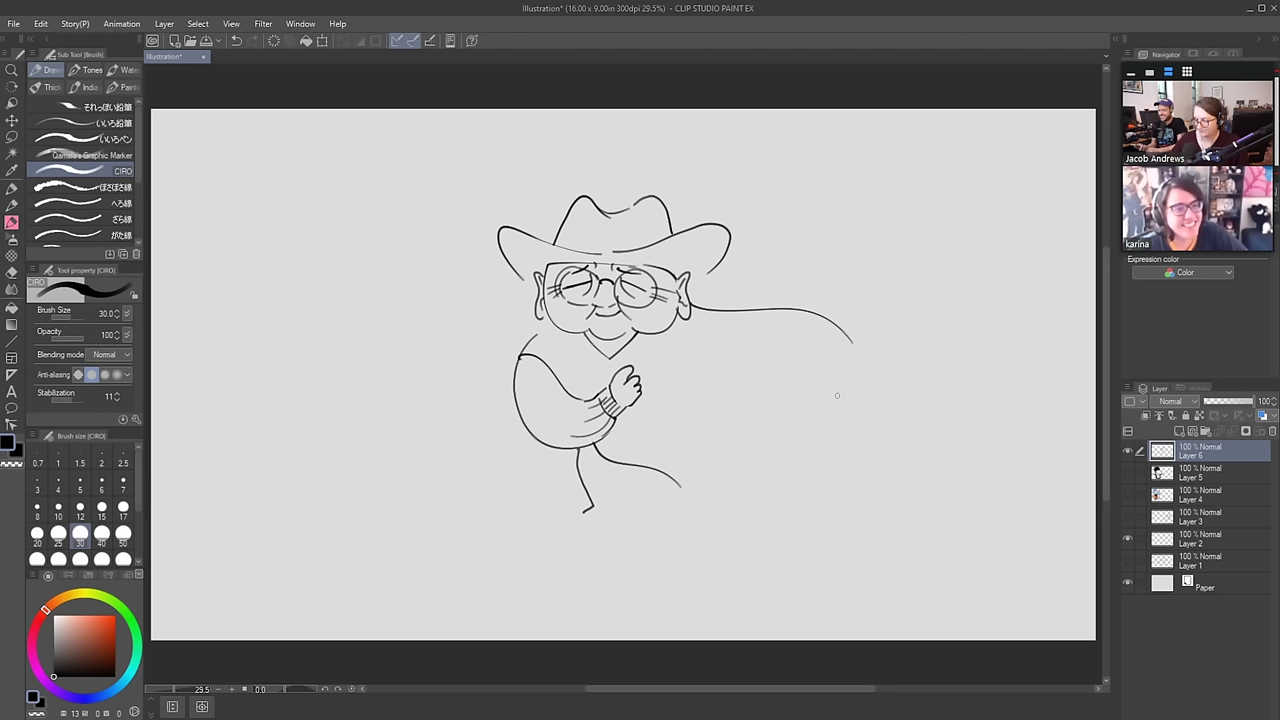 Illustration* (16.00 x 9.00in 300dpi 29.5%) - CLIP STUDIO PAINT EX
File Edit Story(P) Animation Layer Select View Filter Window Help
Sub Tool [Brush]
Illustration*
Navigator
Tones
Thick
India
それっぽい鉛筆
いいろ鉛筆
いいろペン
Graphic Marker
CIRO
ぼさぼさ線
へろ線
ざら線
がた線
Tool property [CIRO]
CIRO
Brush Size 30.0
Opacity 100
Blending mode Normal
Anti-aliasing
Stabilization 11
Brush size [CIRO]
0.7 1 1.5 2 2.5
3 4 5 6 7
8 10 12 15 17
20 25 30 40 50
13 0 0
29.5 0.0
Jacob Andrews
karina
Expression color
Color
Layer
Normal 100
100 % Normal
Layer 6
100 % Normal
Layer 5
100 % Normal
Layer 4
100 % Normal
Layer 3
100 % Normal
Layer 2
100 % Normal
Layer 1
Paper